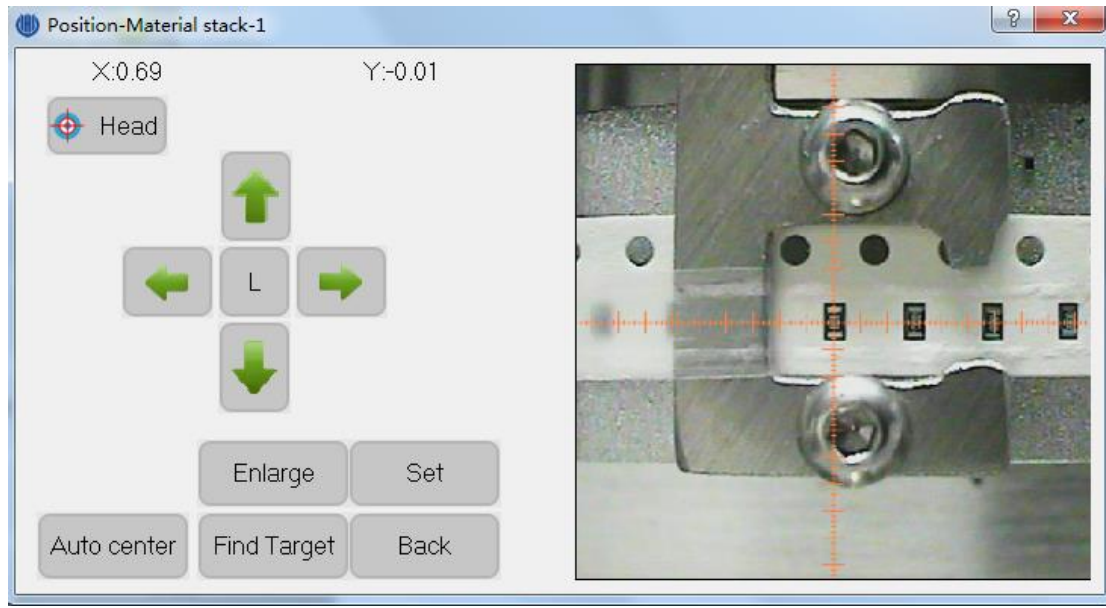 Position-Material stack-1
X:0.69 Y:-0.01
Head
L
Enlarge Set
Auto center Find Target Back